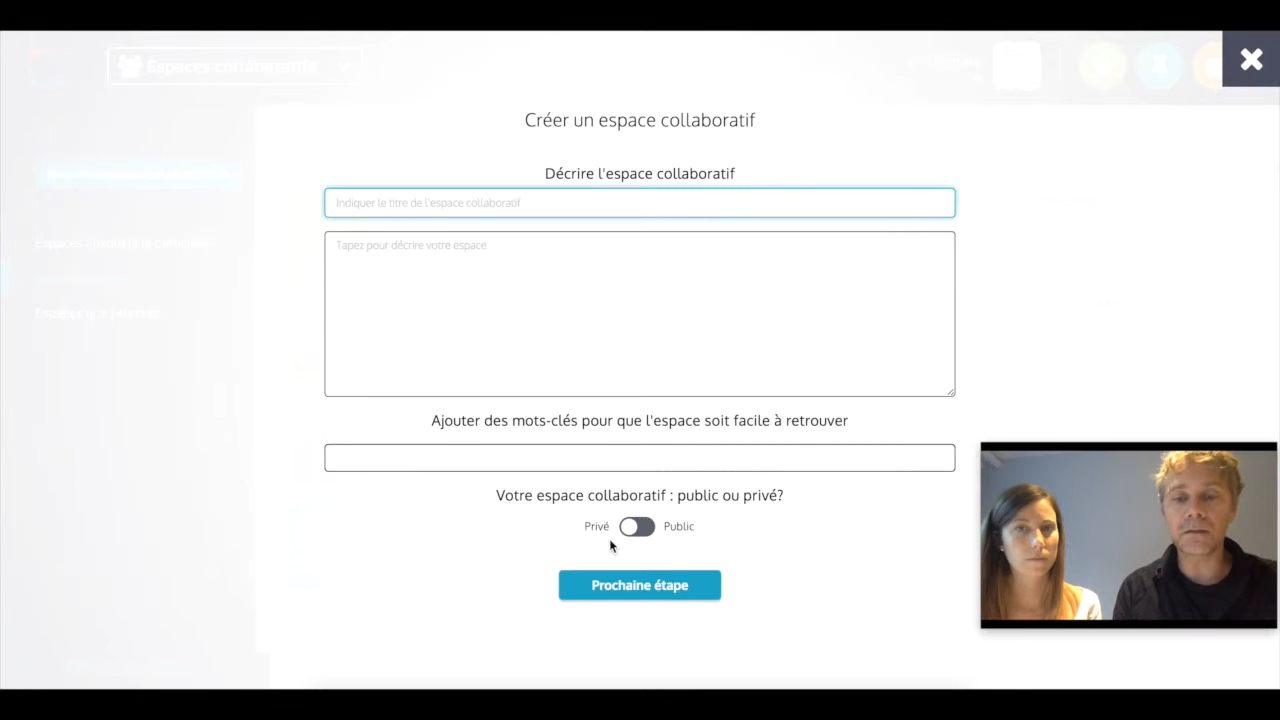 Espaces collaboratifs
Créer un espace collaboratif
Décrire l'espace collaboratif
Indiquer le titre de l'espace collaboratif
Tapez pour décrire votre espace
Ajouter des mots-clés pour que l'espace soit facile à retrouver
Votre espace collaboratif : public ou privé?
Privé
Public
Prochaine étape